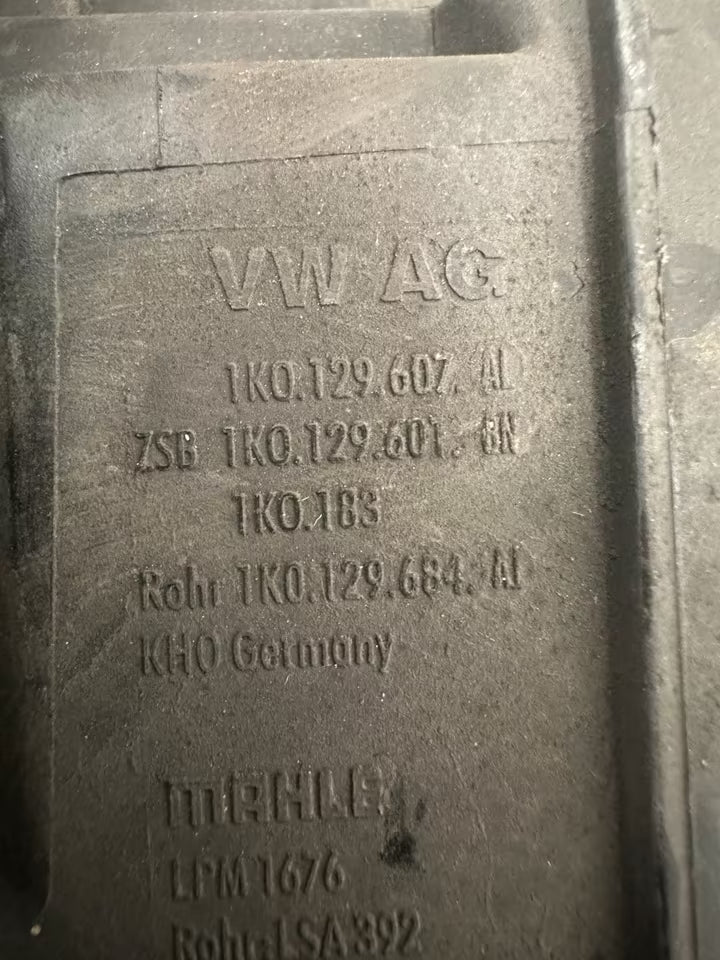 VW AG
1K0.129.607. AL
ZSB 1K0.129.601. BN
1K0.183
Rohr 1K0.129.684. AL
KHO Germany
MAHLE
LPM 1676
Rohr:LSA 392